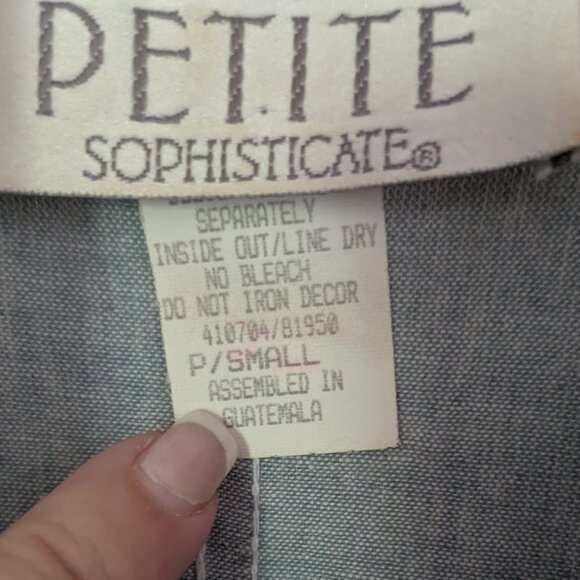 PETITE
SOPHISTICATE®
SEPARATELY
INSIDE OUT/LINE DRY
NO BLEACH
DO NOT IRON DECOR
410704/81950
P/SMALL
ASSEMBLED IN
GUATEMALA